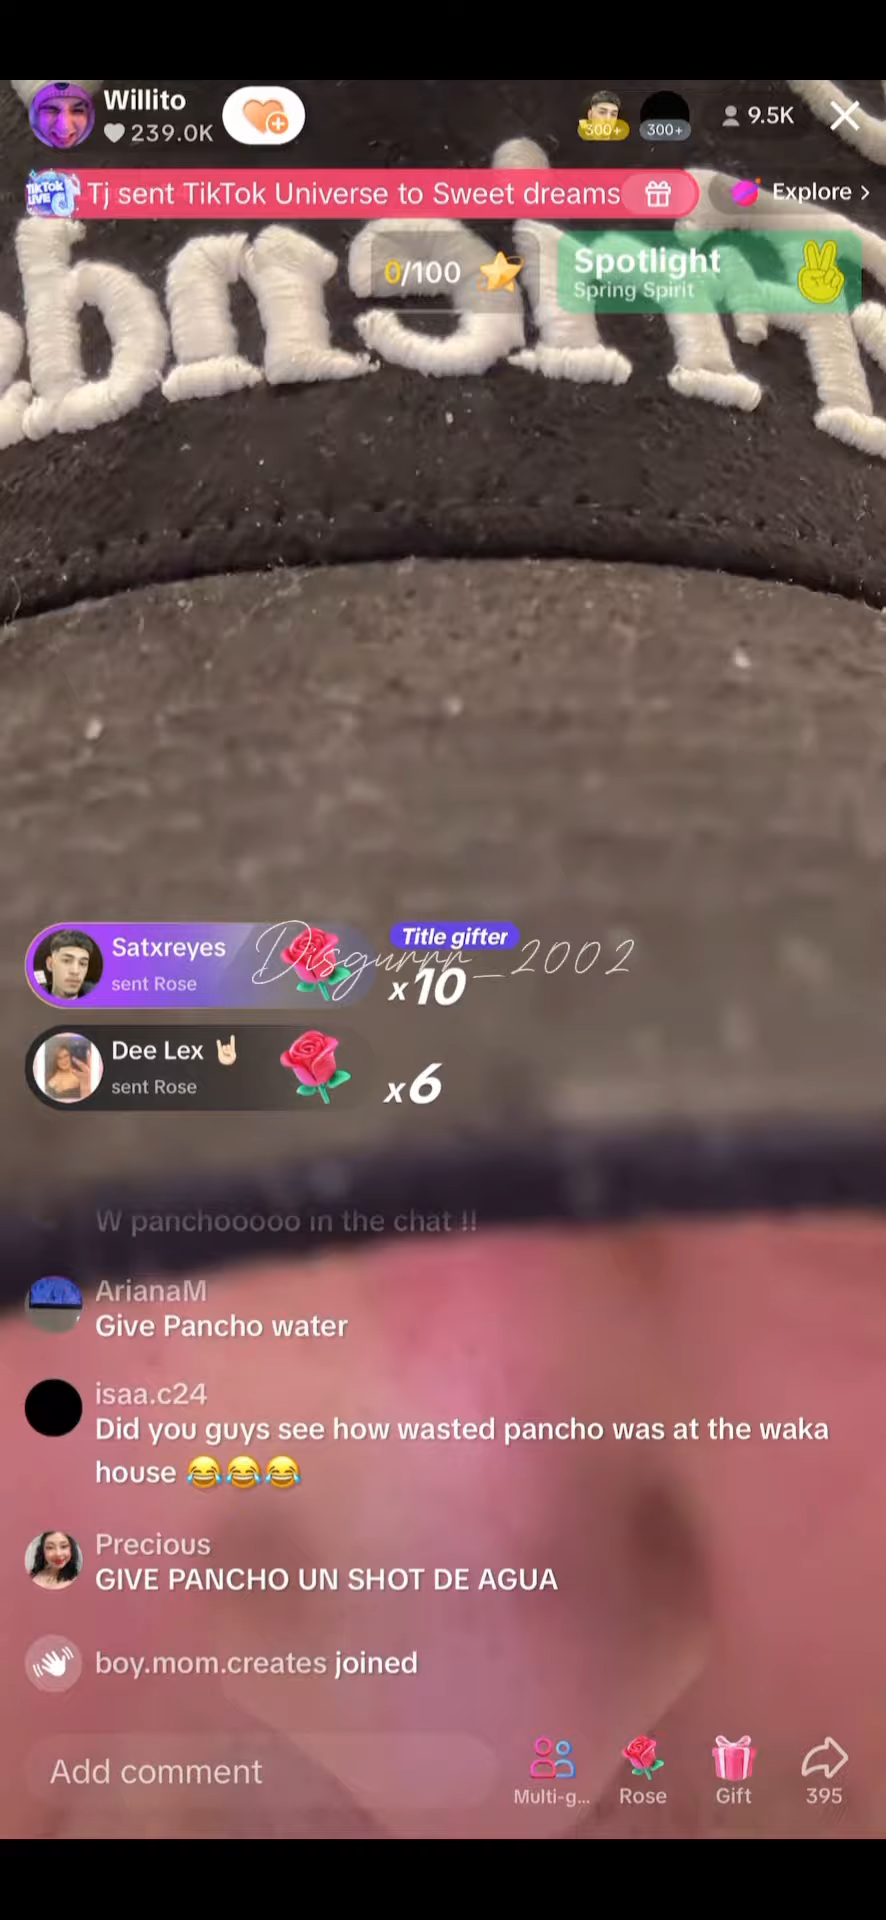 Willito
239.0K
300+
300+
9.5K
TikTok
LIVE
Tj sent TikTok Universe to Sweet dreams
Explore >
0/100
Spotlight
Spring Spirit
Satxreyes
sent Rose
Title gifter
x10
Disgurrr_2002
Dee Lex 🤘🏻
sent Rose
x6
W panchooooo in the chat !!
ArianaM
Give Pancho water
isaa.c24
Did you guys see how wasted pancho was at the waka
house 😂😂😂
Precious
GIVE PANCHO UN SHOT DE AGUA
boy.mom.creates joined
Add comment
Multi-g...
Rose
Gift
395